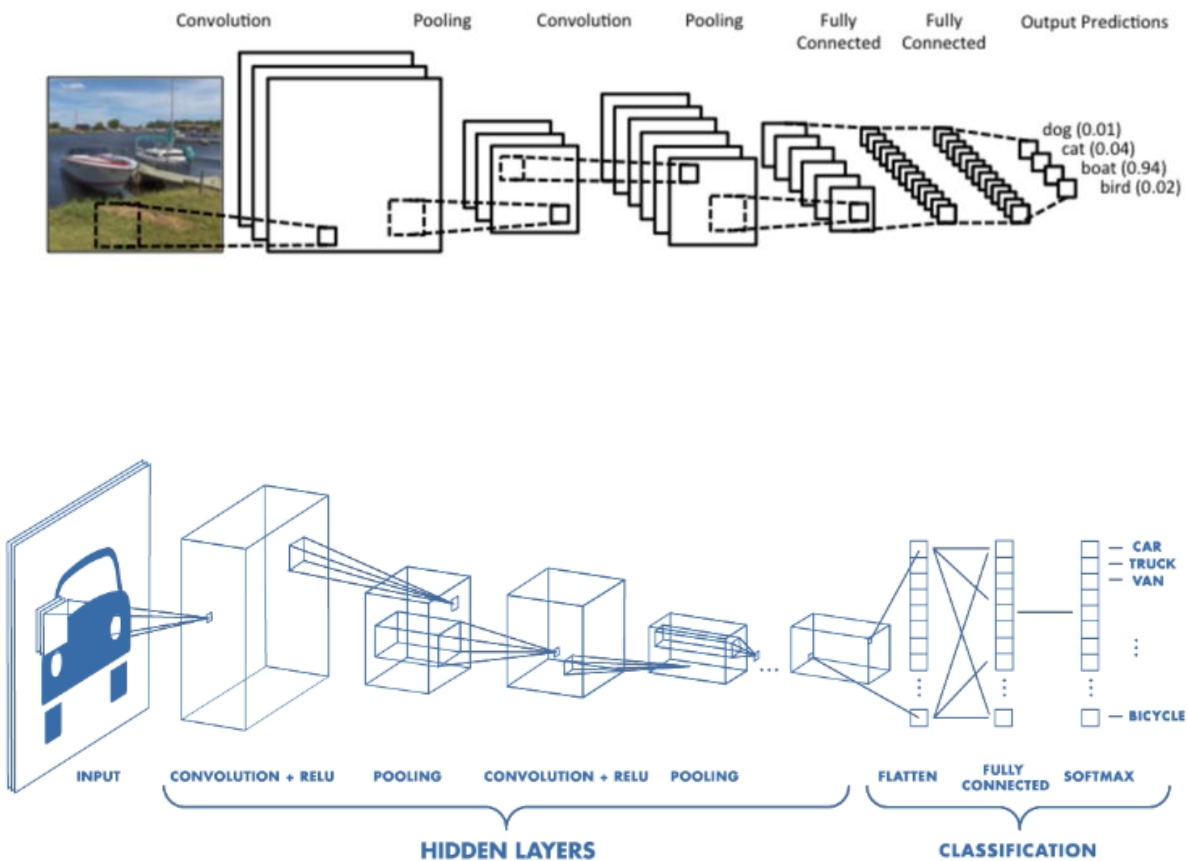 Convolution Pooling Convolution Pooling Fully Connected Fully Connected Output Predictions
dog (0.01)
cat (0.04)
boat (0.94)
bird (0.02)
CAR
TRUCK
VAN
BICYCLE
INPUT CONVOLUTION + RELU POOLING CONVOLUTION + RELU POOLING FLATTEN FULLY CONNECTED SOFTMAX
HIDDEN LAYERS CLASSIFICATION